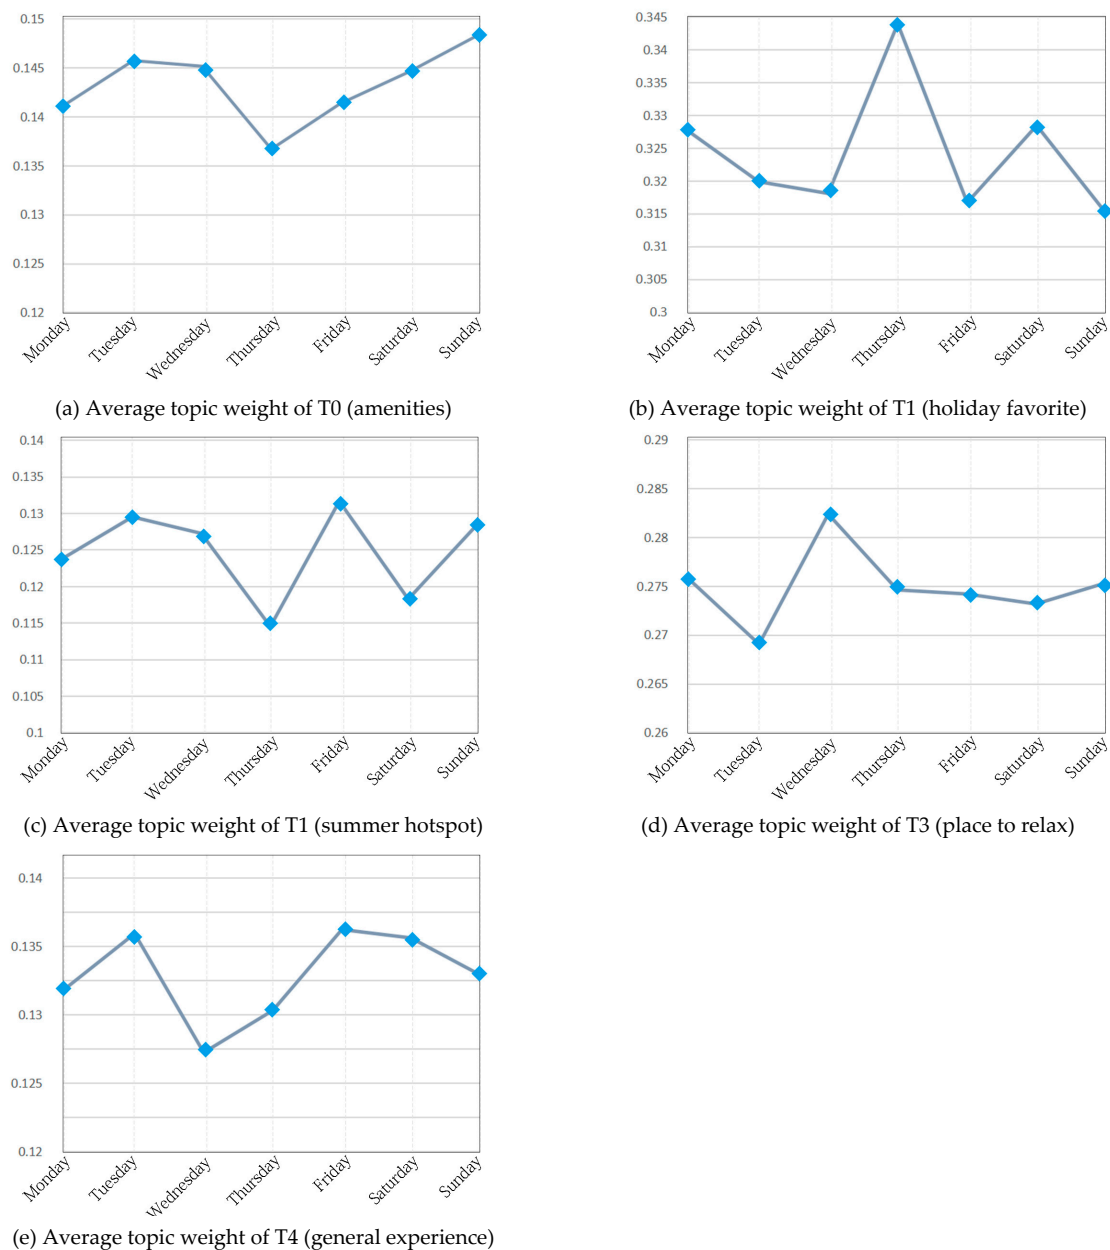 0.15
0.145
0.14
0.135
0.13
0.125
0.12
Monday
Tuesday
Wednesday
Thursday
Friday
Saturday
Sunday
(a) Average topic weight of T0 (amenities)
0.345
0.34
0.335
0.33
0.325
0.32
0.315
0.31
0.305
0.3
Monday
Tuesday
Wednesday
Thursday
Friday
Saturday
Sunday
(b) Average topic weight of T1 (holiday favorite)
0.14
0.135
0.13
0.125
0.12
0.115
0.11
0.105
0.1
Monday
Tuesday
Wednesday
Thursday
Friday
Saturday
Sunday
(c) Average topic weight of T1 (summer hotspot)
0.29
0.285
0.28
0.275
0.27
0.265
0.26
Monday
Tuesday
Wednesday
Thursday
Friday
Saturday
Sunday
(d) Average topic weight of T3 (place to relax)
0.14
0.135
0.13
0.125
0.12
Monday
Tuesday
Wednesday
Thursday
Friday
Saturday
Sunday
(e) Average topic weight of T4 (general experience)